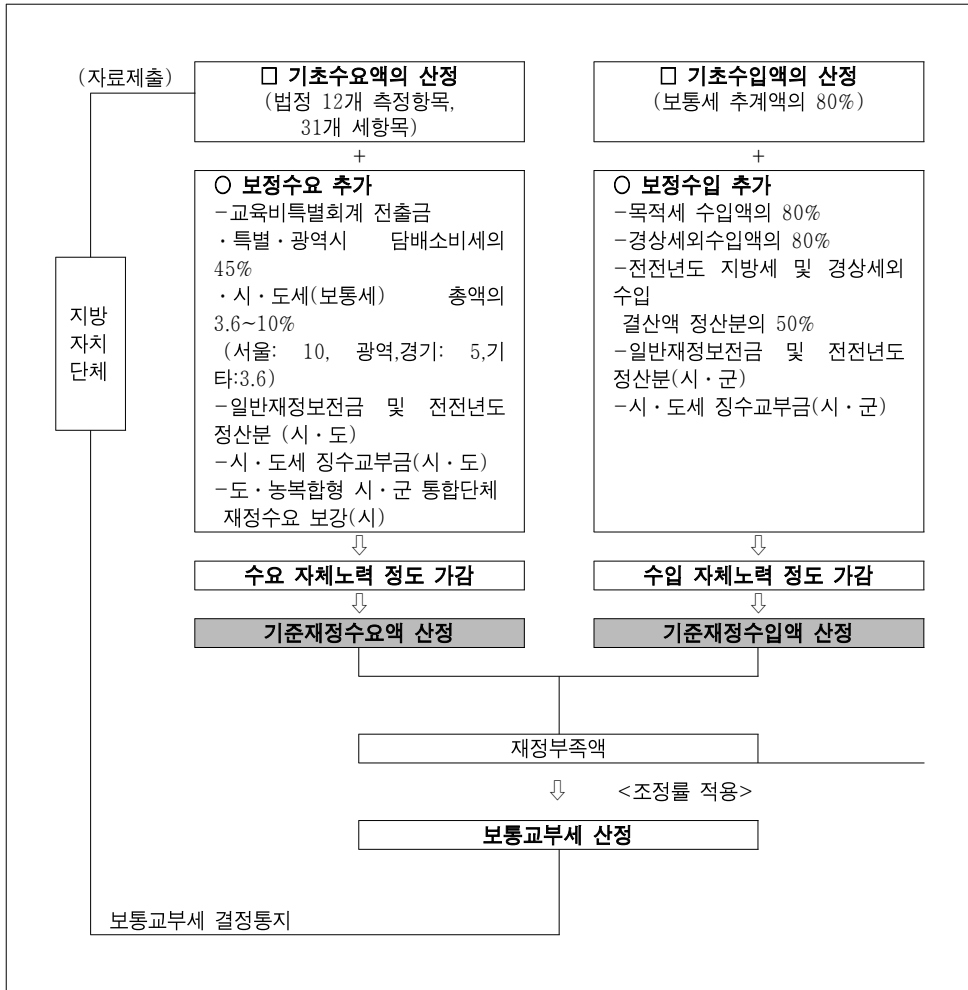 (자료제출)
□ 기초수요액의 산정
(법정 12개 측정항목,
31개 세항목)
+
○ 보정수요 추가
-교육비특별회계 전출금
·특별·광역시 담배소비세의
45%
·시·도세(보통세) 총액의
3.6~10%
(서울: 10, 광역,경기: 5,기
타:3.6)
-일반재정보전금 및 전전년도
정산분 (시·도)
-시·도세 징수교부금(시·도)
-도·농복합형 시·군 통합단체
재정수요 보강(시)
⇩
수요 자체노력 정도 가감
⇩
기준재정수요액 산정
□ 기초수입액의 산정
(보통세 추계액의 80%)
+
○ 보정수입 추가
-목적세 수입액의 80%
-경상세외수입액의 80%
-전전년도 지방세 및 경상세외
수입
결산액 정산분의 50%
-일반재정보전금 및 전전년도
정산분(시·군)
-시·도세 징수교부금(시·군)
⇩
수입 자체노력 정도 가감
⇩
기준재정수입액 산정
지방
자치
단체
재정부족액
⇩ <조정률 적용>
보통교부세 산정
보통교부세 결정통지